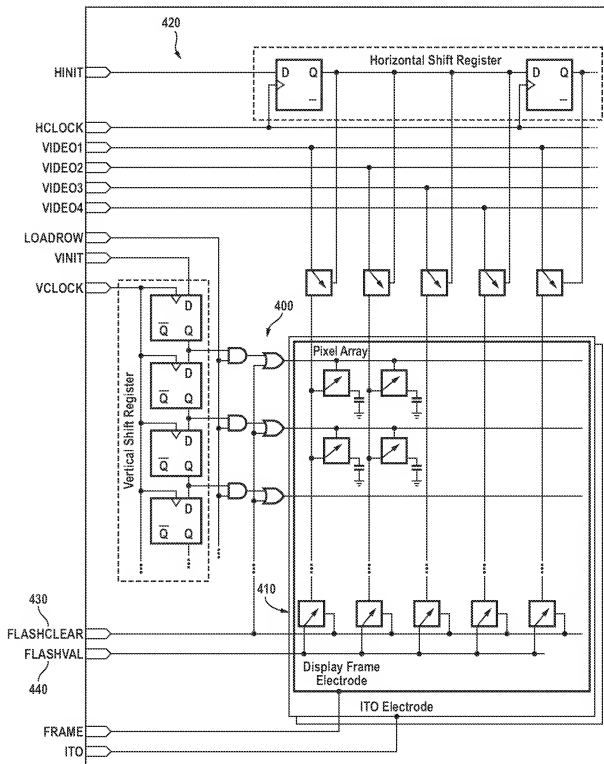 420
Horizontal Shift Register
HINIT
D Q
Q
D Q
Q
HCLOCK
VIDEO1
VIDEO2
VIDEO3
VIDEO4
LOADROW
VINIT
VCLOCK
Vertical Shift Register
D
Q Q
D
Q Q
D
Q Q
D
Q Q
400
Pixel Array
410
430
FLASHCLEAR
FLASHVAL
440
Display Frame
Electrode
ITO Electrode
FRAME
ITO